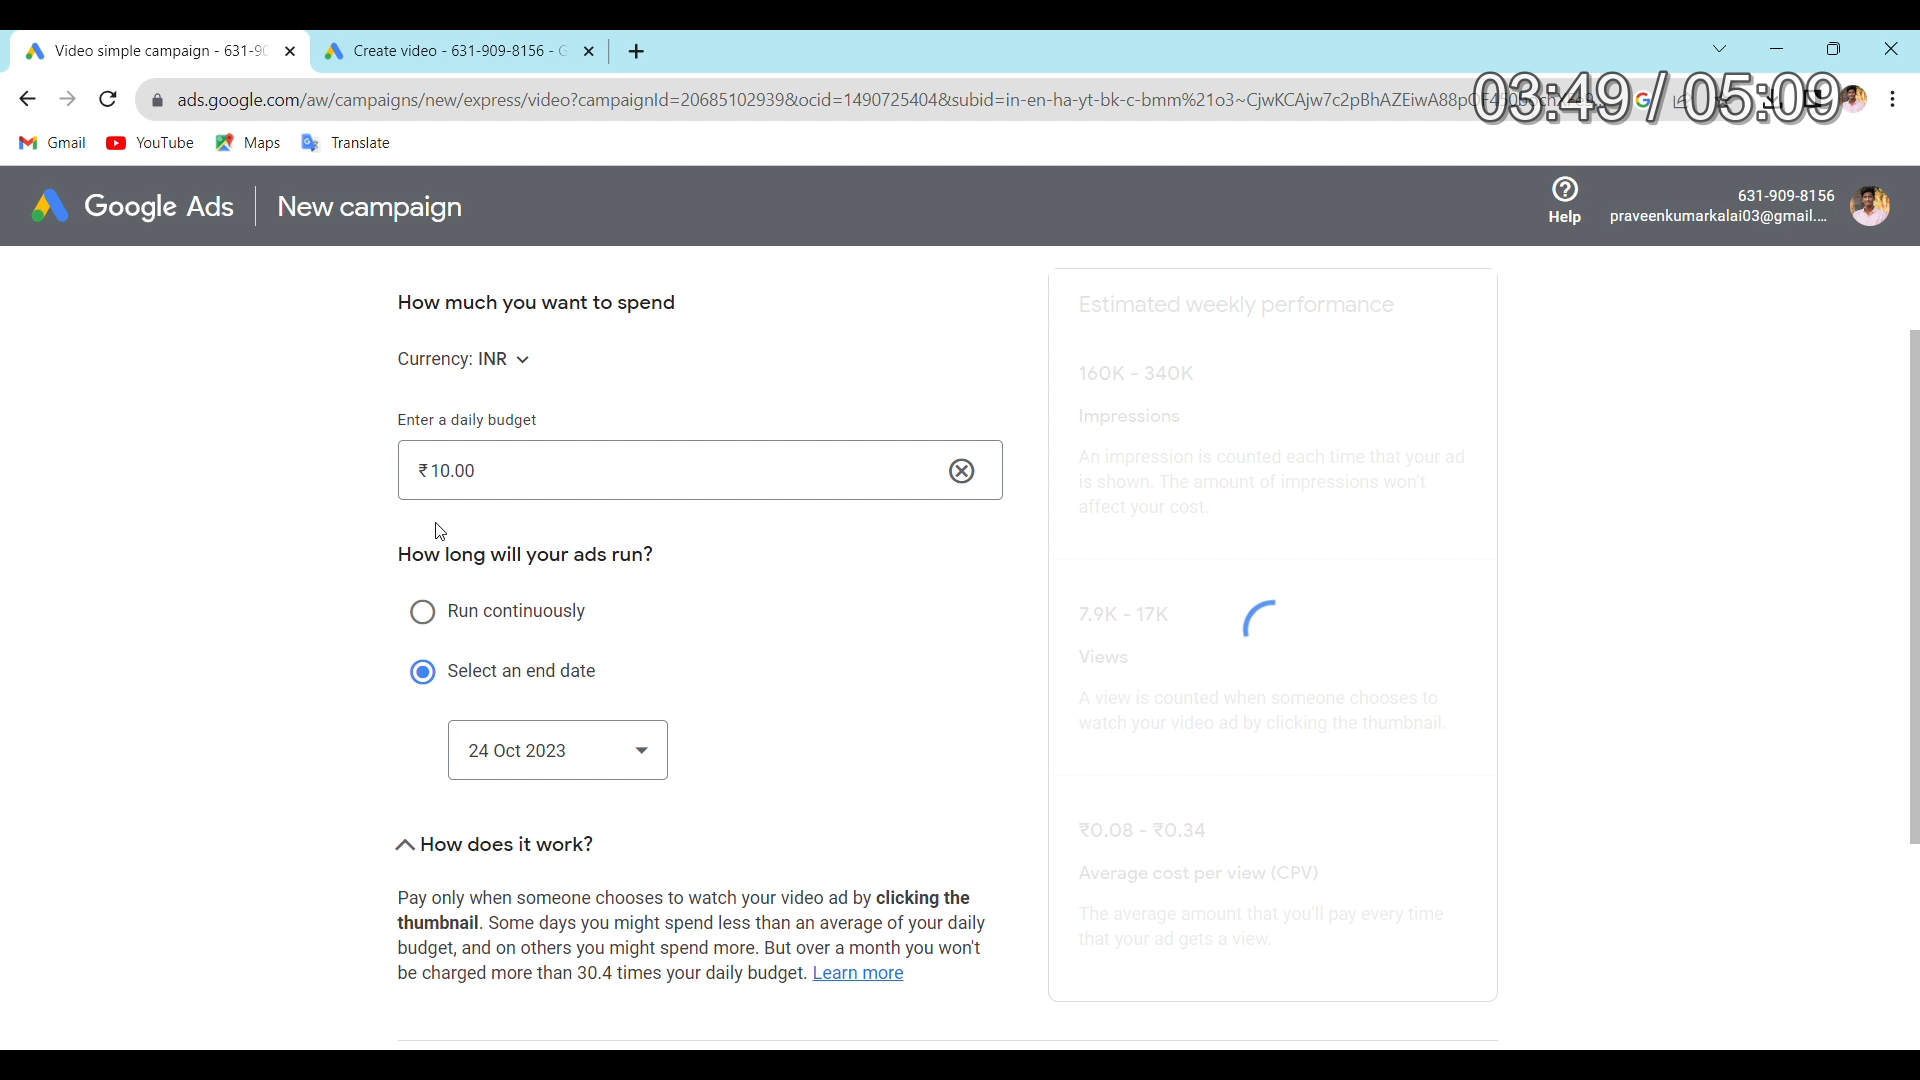 Video simple campaign - 631-90
Create video - 631-909-8156 - G
03:49 / 05:09
ads.google.com/aw/campaigns/new/express/video?campaignId=20685102939&ocid=1490725404&subid=in-en-ha-yt-bk-c-bmm%21o3~CjwKCAjw7c2pBhAZEiwA88p
Gmail
YouTube
Maps
Translate
Google Ads
New campaign
Help
631-909-8156
praveenkumarkalai03@gmail....
How much you want to spend
Currency: INR
Enter a daily budget
₹10.00
How long will your ads run?
Run continuously
Select an end date
24 Oct 2023
How does it work?
Pay only when someone chooses to watch your video ad by clicking the
thumbnail. Some days you might spend less than an average of your daily
budget, and on others you might spend more. But over a month you won't
be charged more than 30.4 times your daily budget. Learn more
Estimated weekly performance
160K - 340K
Impressions
An impression is counted each time that your ad
is shown. The amount of impressions won't
affect your cost.
7.9K - 17K
Views
A view is counted when someone chooses to
watch your video ad by clicking the thumbnail.
₹0.08 - ₹0.34
Average cost per view (CPV)
The average amount that you'll pay every time
that your ad gets a view.